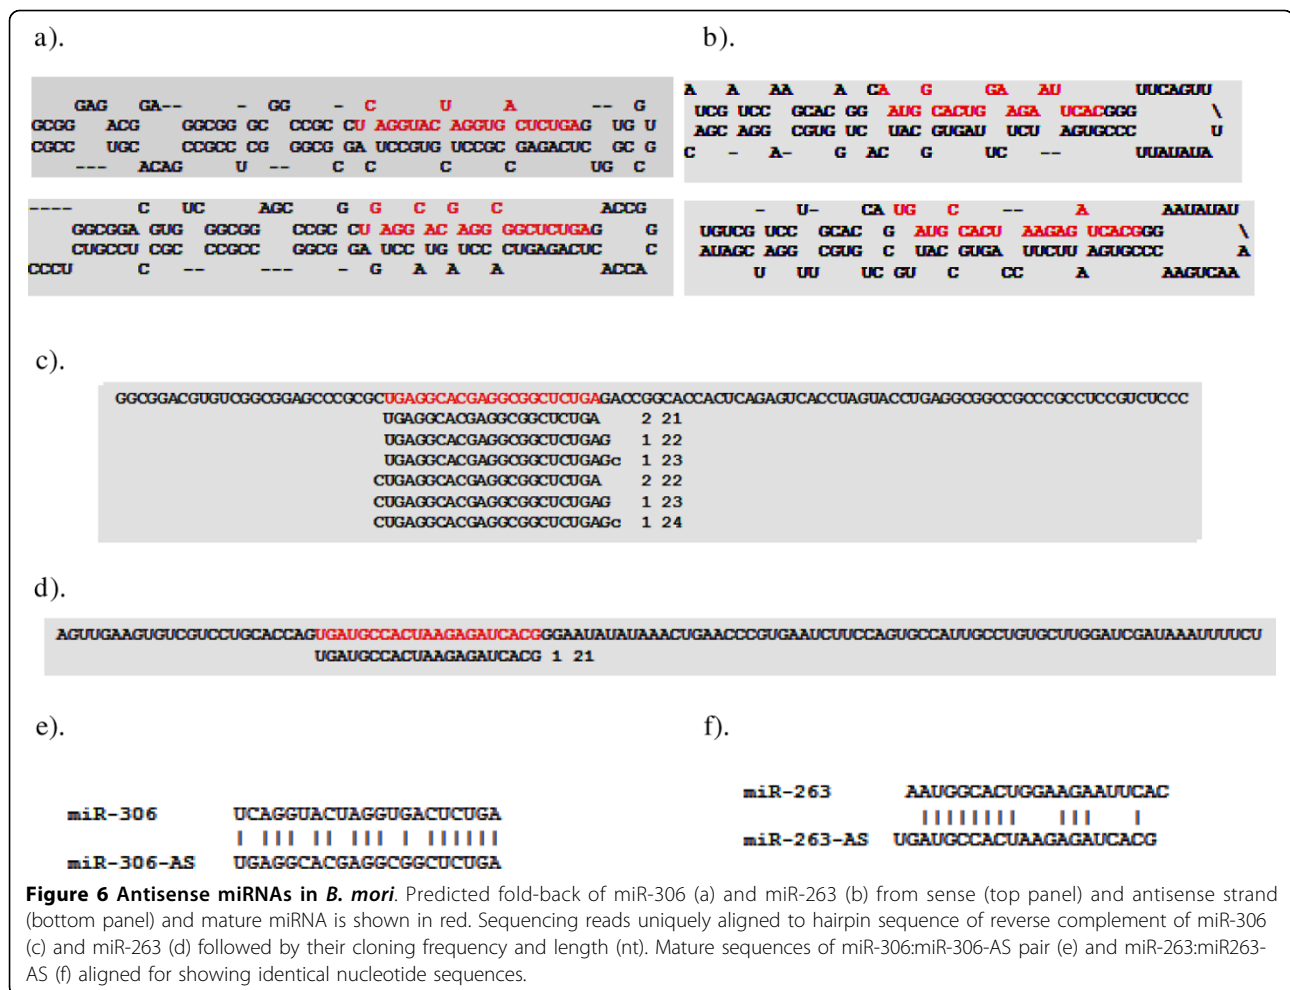 a).
b).
GAG GA-- - GG - C U A -- G
GCGG ACG GGCGG GC CCGC CU AGGUAC AGGUG CUCUGAG UG U
CGCC UGC CCGCC CG GGCG GA UCCGUG UCCGC GAGACUC GC G
--- ACAG U -- C C C C UG C
---- C UC AGC G G C G C ACCG
GGCGGA GUG GGCGG CCGC CU AGG AC AGG GGCUCUGAG G
CUGCCU CGC CCGCC GGCG GA UCC UG UCC CUGAGACUC C
CCCU C -- --- - G A A A ACCA
A A AA A CA G GA AU UUCAGUU
UCG UCC GCAC GG AUG CACUG AGA UCACGGG \
AGC AGG CGUG UC UAC GUGAU UCU AGUGCCC U
C - A- G AC G UC -- UUAUAUA
- U- CA UG C -- A AAUAUAU
UGUCG UCC GCAC G AUG CACU AAGAG UCACGGG \
AUAGC AGG CGUG C UAC GUGA UUCUU AGUGCCC A
U UU UC GU C CC A AAGUCAA
c).
GGCGGACGUGUCGGCGGAGCCCGCGCUGAGGCACGAGGCGGCUCUGAGACCGGCACCACUCAGAGUCACCUAGUACCUGAGGCGGCCGCCCGCCUCCGUCUCCC
UGAGGCACGAGGCGGCUCUGA 2 21
UGAGGCACGAGGCGGCUCUGAG 1 22
UGAGGCACGAGGCGGCUCUGAGc 1 23
CUGAGGCACGAGGCGGCUCUGA 2 22
CUGAGGCACGAGGCGGCUCUGAG 1 23
CUGAGGCACGAGGCGGCUCUGAGc 1 24
d).
AGUUGAAGUGUCGUCCUGCACCAGUGAUGCCACUAAGAGAUCACGGGAAUAUAUAAACUGAACCCGUGAAUCUUCCAGUGCCAUUGCCUGUGCUUGGAUCGAUAAAUUUUCU
UGAUGCCACUAAGAGAUCACG 1 21
e).
f).
miR-306 UCAGGUACUAGGUGACUCUGA
| ||| || ||| | ||||||
miR-306-AS UGAGGCACGAGGCGGCUCUGA
miR-263 AAUGGCACUGGAAGAAUUCAC
|||||||| ||| |
miR-263-AS UGAUGCCACUAAGAGAUCACG
Figure 6 Antisense miRNAs in B. mori. Predicted fold-back of miR-306 (a) and miR-263 (b) from sense (top panel) and antisense strand
(bottom panel) and mature miRNA is shown in red. Sequencing reads uniquely aligned to hairpin sequence of reverse complement of miR-306
(c) and miR-263 (d) followed by their cloning frequency and length (nt). Mature sequences of miR-306:miR-306-AS pair (e) and miR-263:miR263-
AS (f) aligned for showing identical nucleotide sequences.